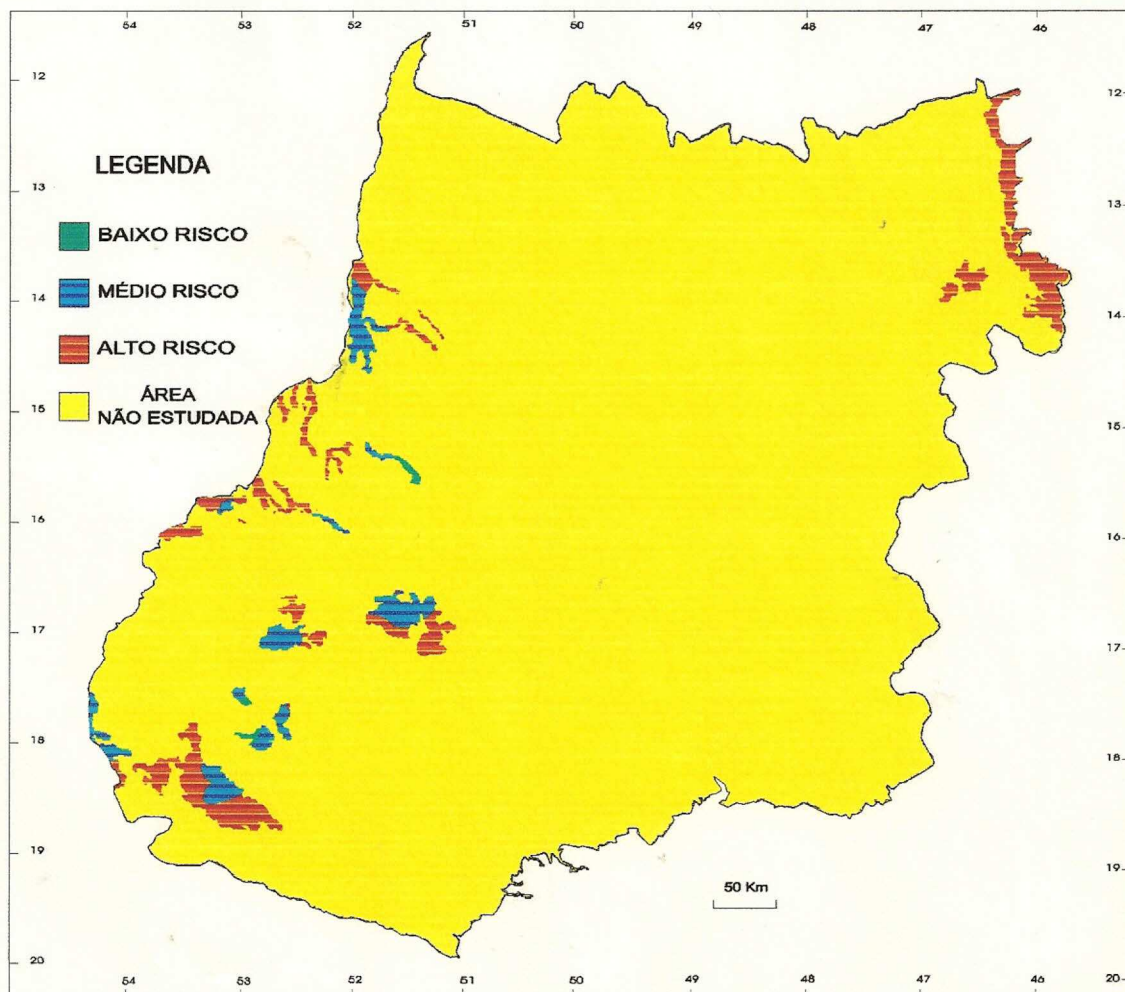 54 53 52 51 50 49 48 47 46
12 12
LEGENDA
13 13
BAIXO RISCO
MÉDIO RISCO
14 14
ALTO RISCO
ÁREA
NÃO ESTUDADA
15 15
16 16
17 17
18 18
19 19
50 Km
20 20
54 53 52 51 50 49 48 47 46